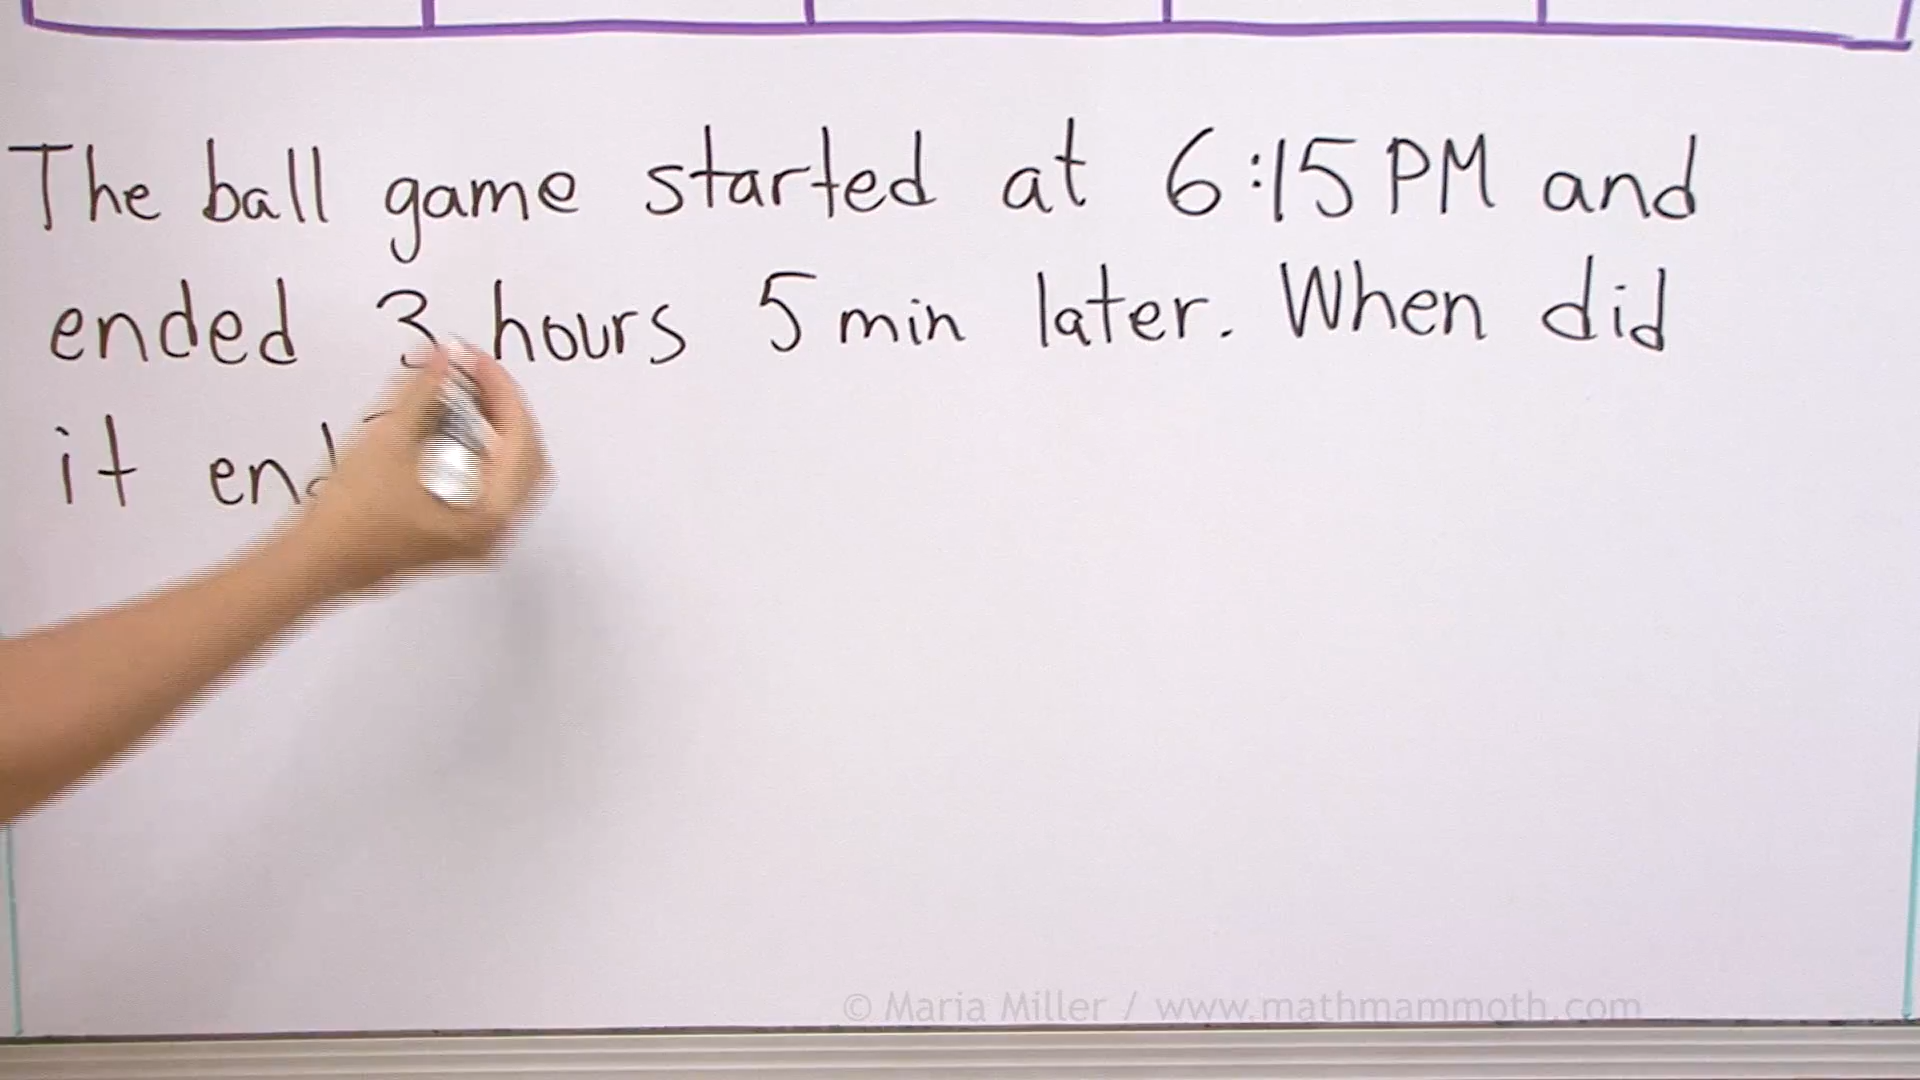 The ball game started at 6:15 PM and
ended 3 hours 5 min later. When did
it end
© Maria Miller / www.mathmammoth.com